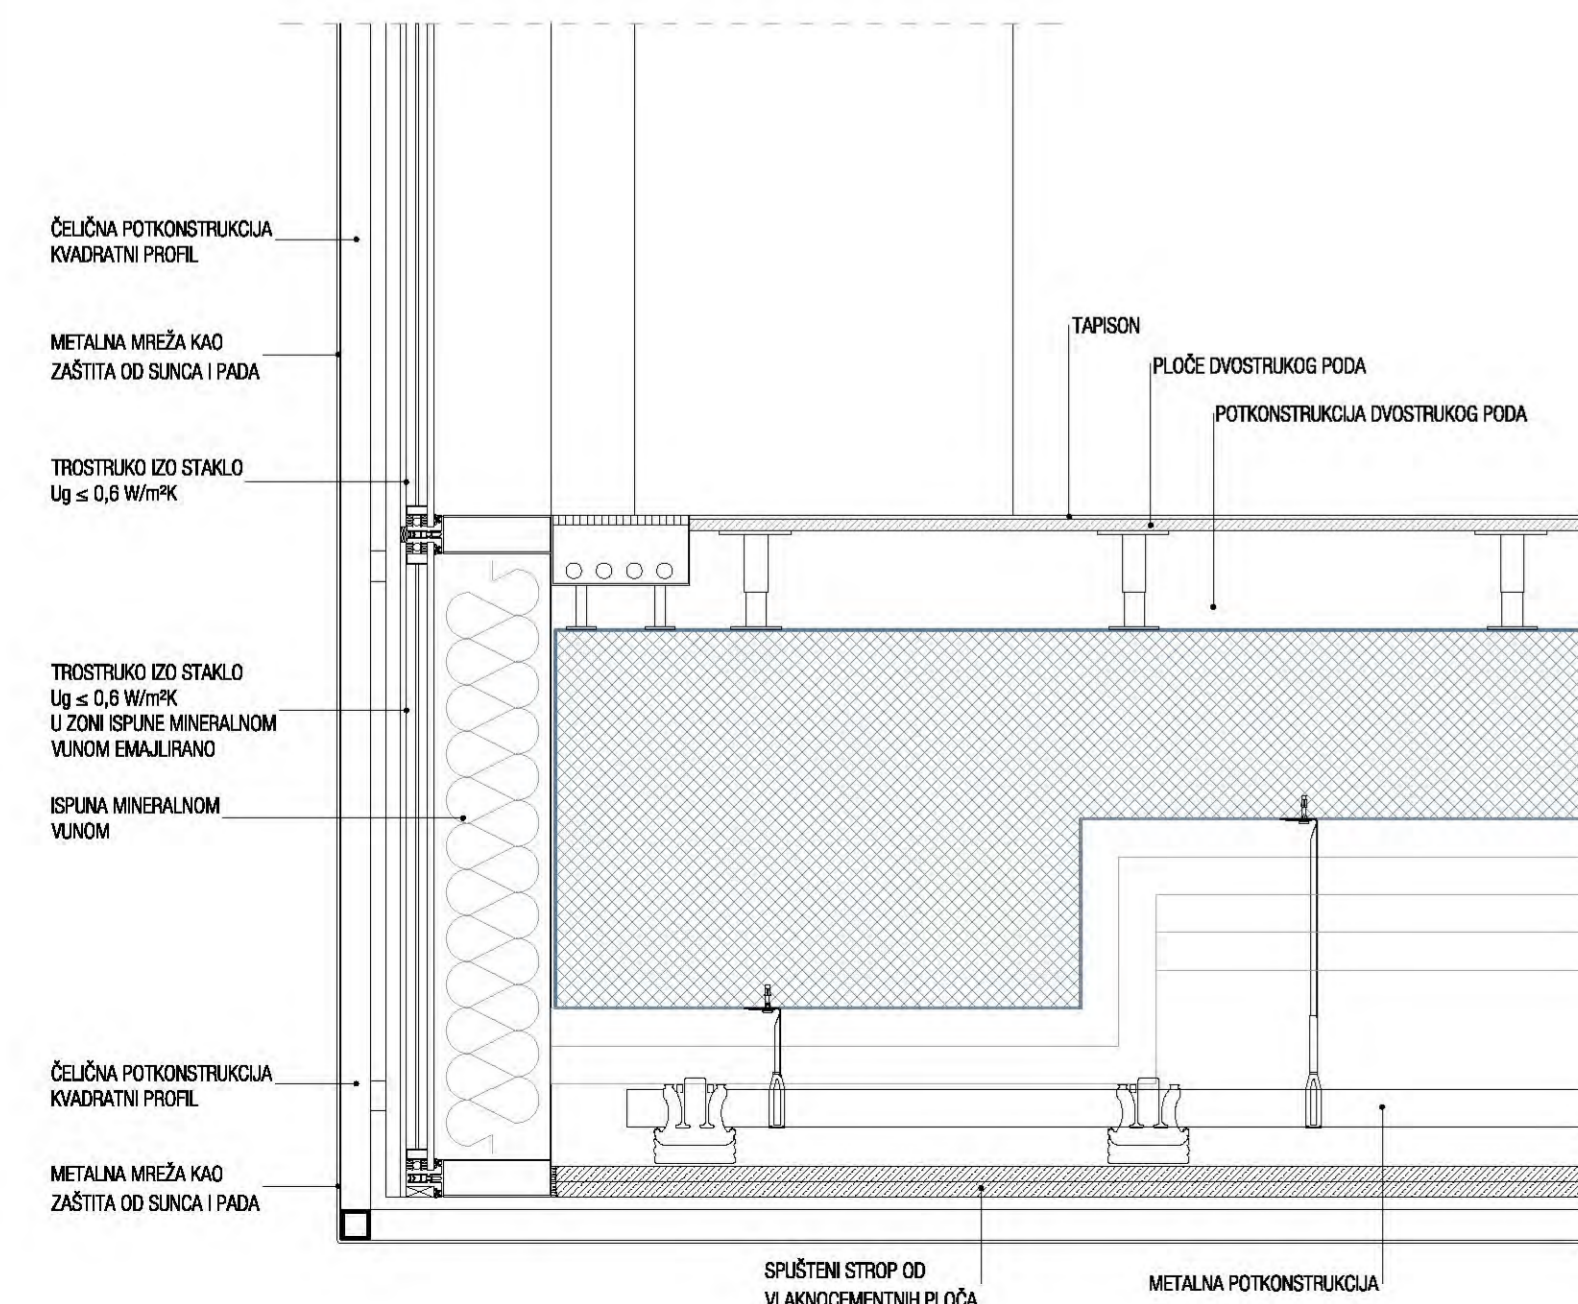 ČELIČNA POTKONSTRUKCIJA
KVADRATNI PROFIL
METALNA MREŽA KAO
ZAŠTITA OD SUNCA I PADA
TROSTRUKO IZO STAKLO
Ug ≤ 0,6 W/m²K
TROSTRUKO IZO STAKLO
Ug ≤ 0,6 W/m²K
U ZONI ISPUNE MINERALNOM
VUNOM EMAJLIRANO
ISPUNA MINERALNOM
VUNOM
ČELIČNA POTKONSTRUKCIJA
KVADRATNI PROFIL
METALNA MREŽA KAO
ZAŠTITA OD SUNCA I PADA
TAPISON
PLOČE DVOSTRUKOG PODA
POTKONSTRUKCIJA DVOSTRUKOG PODA
SPUŠTENI STROP OD
VLAKNOCEMENTNIH PLOČA
METALNA POTKONSTRUKCIJA